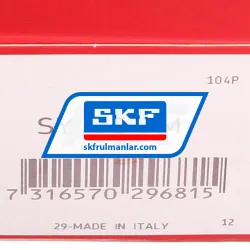 104P
SKF
skfrulmanlar.com
7 316570 296815
29-MADE IN ITALY
12